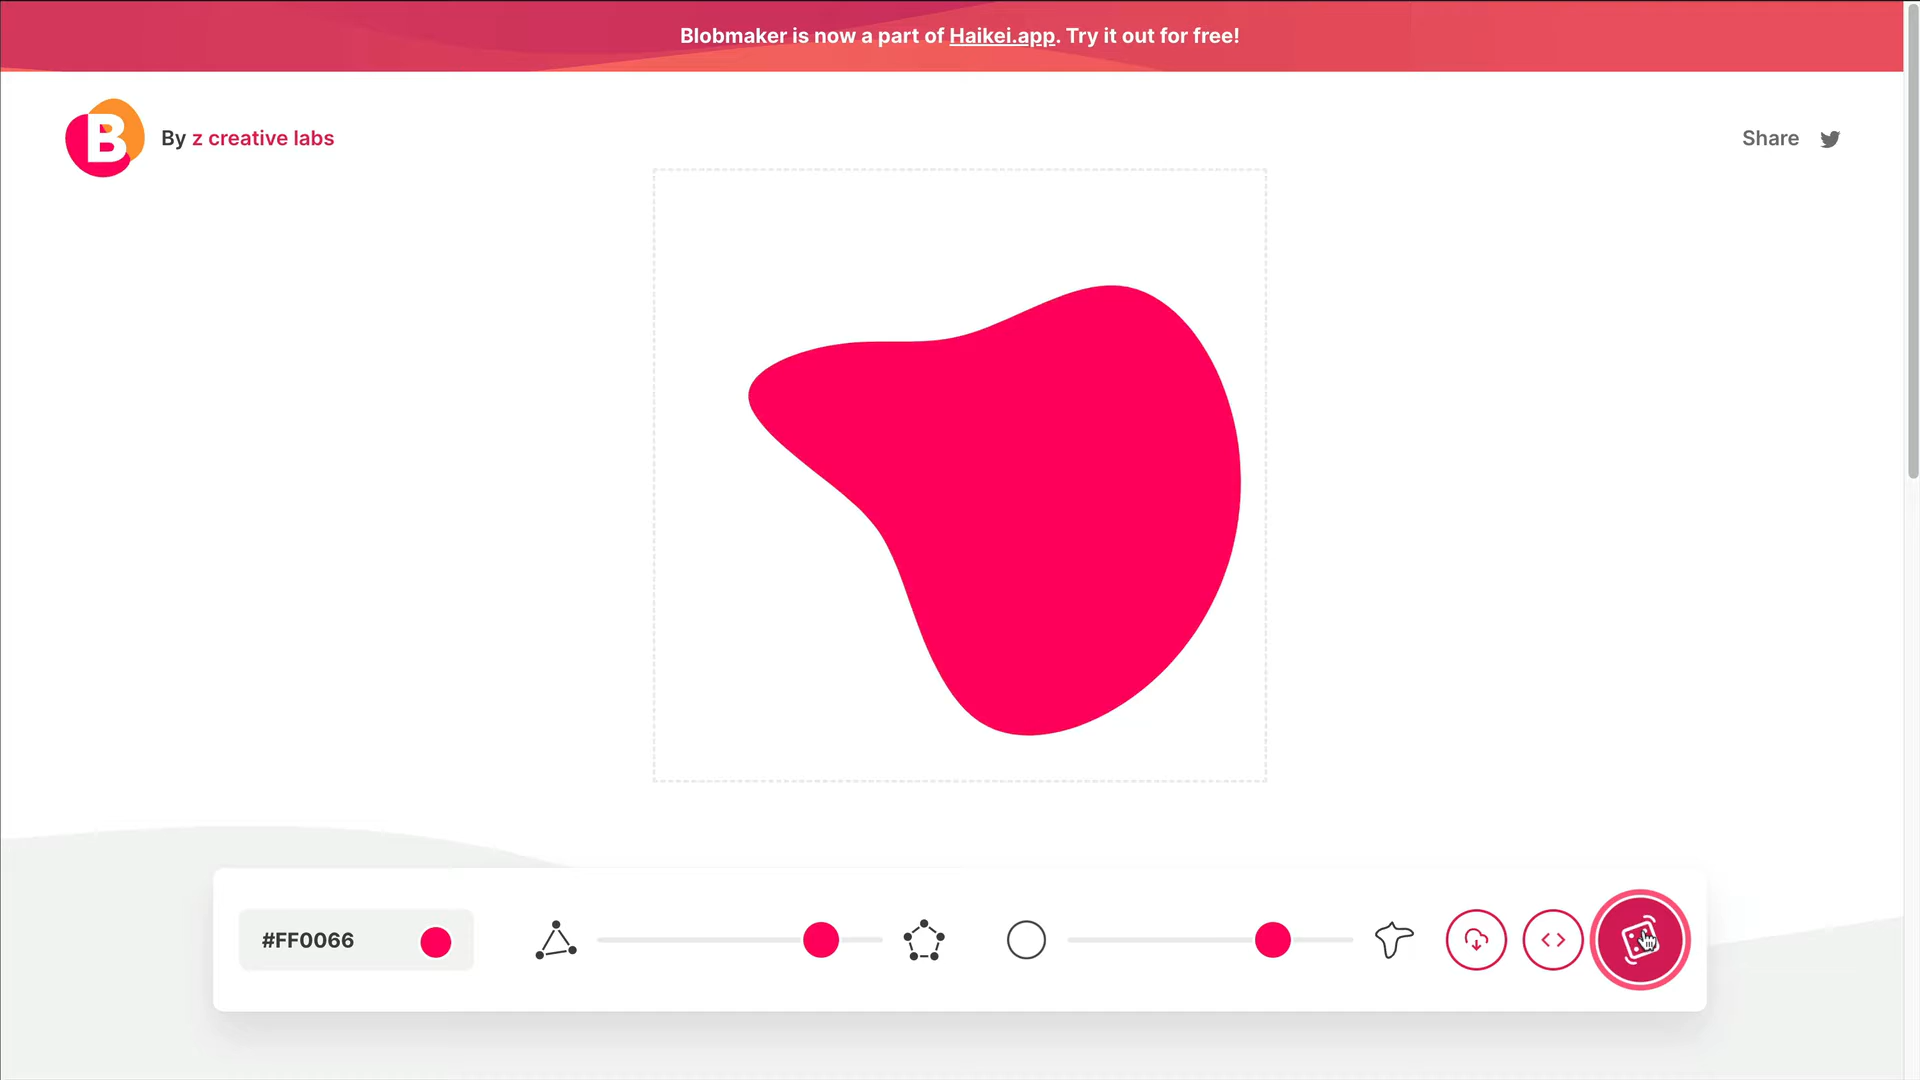 Blobmaker is now a part of Haikei.app. Try it out for free!
B
By z creative labs
Share
#FF0066